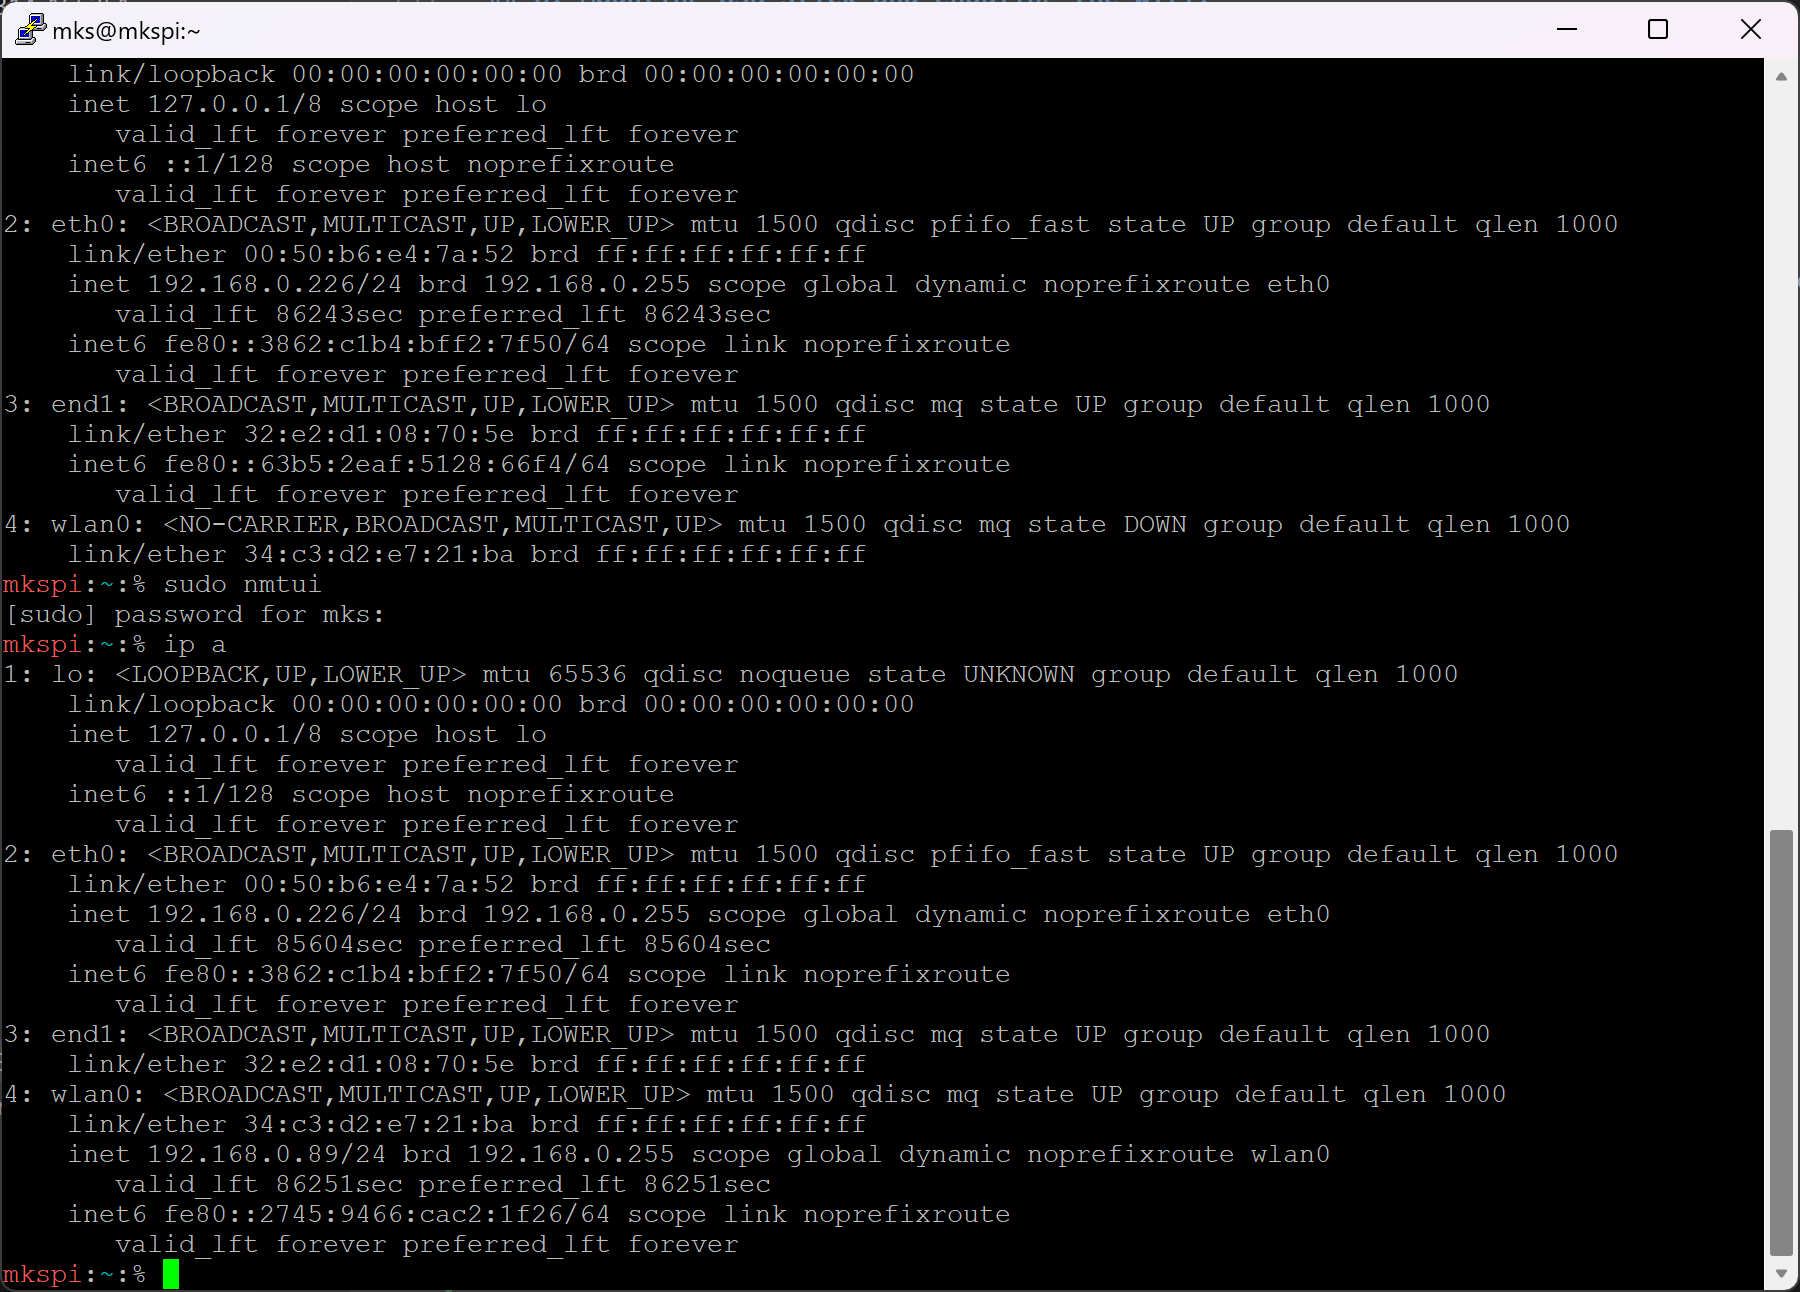 mks@mkspi:~
link/loopback 00:00:00:00:00:00 brd 00:00:00:00:00:00
inet 127.0.0.1/8 scope host lo
valid_lft forever preferred_lft forever
inet6 ::1/128 scope host noprefixroute
valid_lft forever preferred_lft forever
2: eth0: <BROADCAST,MULTICAST,UP,LOWER_UP> mtu 1500 qdisc pfifo_fast state UP group default qlen 1000
link/ether 00:50:b6:e4:7a:52 brd ff:ff:ff:ff:ff:ff
inet 192.168.0.226/24 brd 192.168.0.255 scope global dynamic noprefixroute eth0
valid_lft 86243sec preferred_lft 86243sec
inet6 fe80::3862:c1b4:bff2:7f50/64 scope link noprefixroute
valid_lft forever preferred_lft forever
3: end1: <BROADCAST,MULTICAST,UP,LOWER_UP> mtu 1500 qdisc mq state UP group default qlen 1000
link/ether 32:e2:d1:08:70:5e brd ff:ff:ff:ff:ff:ff
inet6 fe80::63b5:2eaf:5128:66f4/64 scope link noprefixroute
valid_lft forever preferred_lft forever
4: wlan0: <NO-CARRIER,BROADCAST,MULTICAST,UP> mtu 1500 qdisc mq state DOWN group default qlen 1000
link/ether 34:c3:d2:e7:21:ba brd ff:ff:ff:ff:ff:ff
mkspi:~:% sudo nmtui
[sudo] password for mks:
mkspi:~:% ip a
1: lo: <LOOPBACK,UP,LOWER_UP> mtu 65536 qdisc noqueue state UNKNOWN group default qlen 1000
link/loopback 00:00:00:00:00:00 brd 00:00:00:00:00:00
inet 127.0.0.1/8 scope host lo
valid_lft forever preferred_lft forever
inet6 ::1/128 scope host noprefixroute
valid_lft forever preferred_lft forever
2: eth0: <BROADCAST,MULTICAST,UP,LOWER_UP> mtu 1500 qdisc pfifo_fast state UP group default qlen 1000
link/ether 00:50:b6:e4:7a:52 brd ff:ff:ff:ff:ff:ff
inet 192.168.0.226/24 brd 192.168.0.255 scope global dynamic noprefixroute eth0
valid_lft 85604sec preferred_lft 85604sec
inet6 fe80::3862:c1b4:bff2:7f50/64 scope link noprefixroute
valid_lft forever preferred_lft forever
3: end1: <BROADCAST,MULTICAST,UP,LOWER_UP> mtu 1500 qdisc mq state UP group default qlen 1000
link/ether 32:e2:d1:08:70:5e brd ff:ff:ff:ff:ff:ff
4: wlan0: <BROADCAST,MULTICAST,UP,LOWER_UP> mtu 1500 qdisc mq state UP group default qlen 1000
link/ether 34:c3:d2:e7:21:ba brd ff:ff:ff:ff:ff:ff
inet 192.168.0.89/24 brd 192.168.0.255 scope global dynamic noprefixroute wlan0
valid_lft 86251sec preferred_lft 86251sec
inet6 fe80::2745:9466:cac2:1f26/64 scope link noprefixroute
valid_lft forever preferred_lft forever
mkspi:~:%